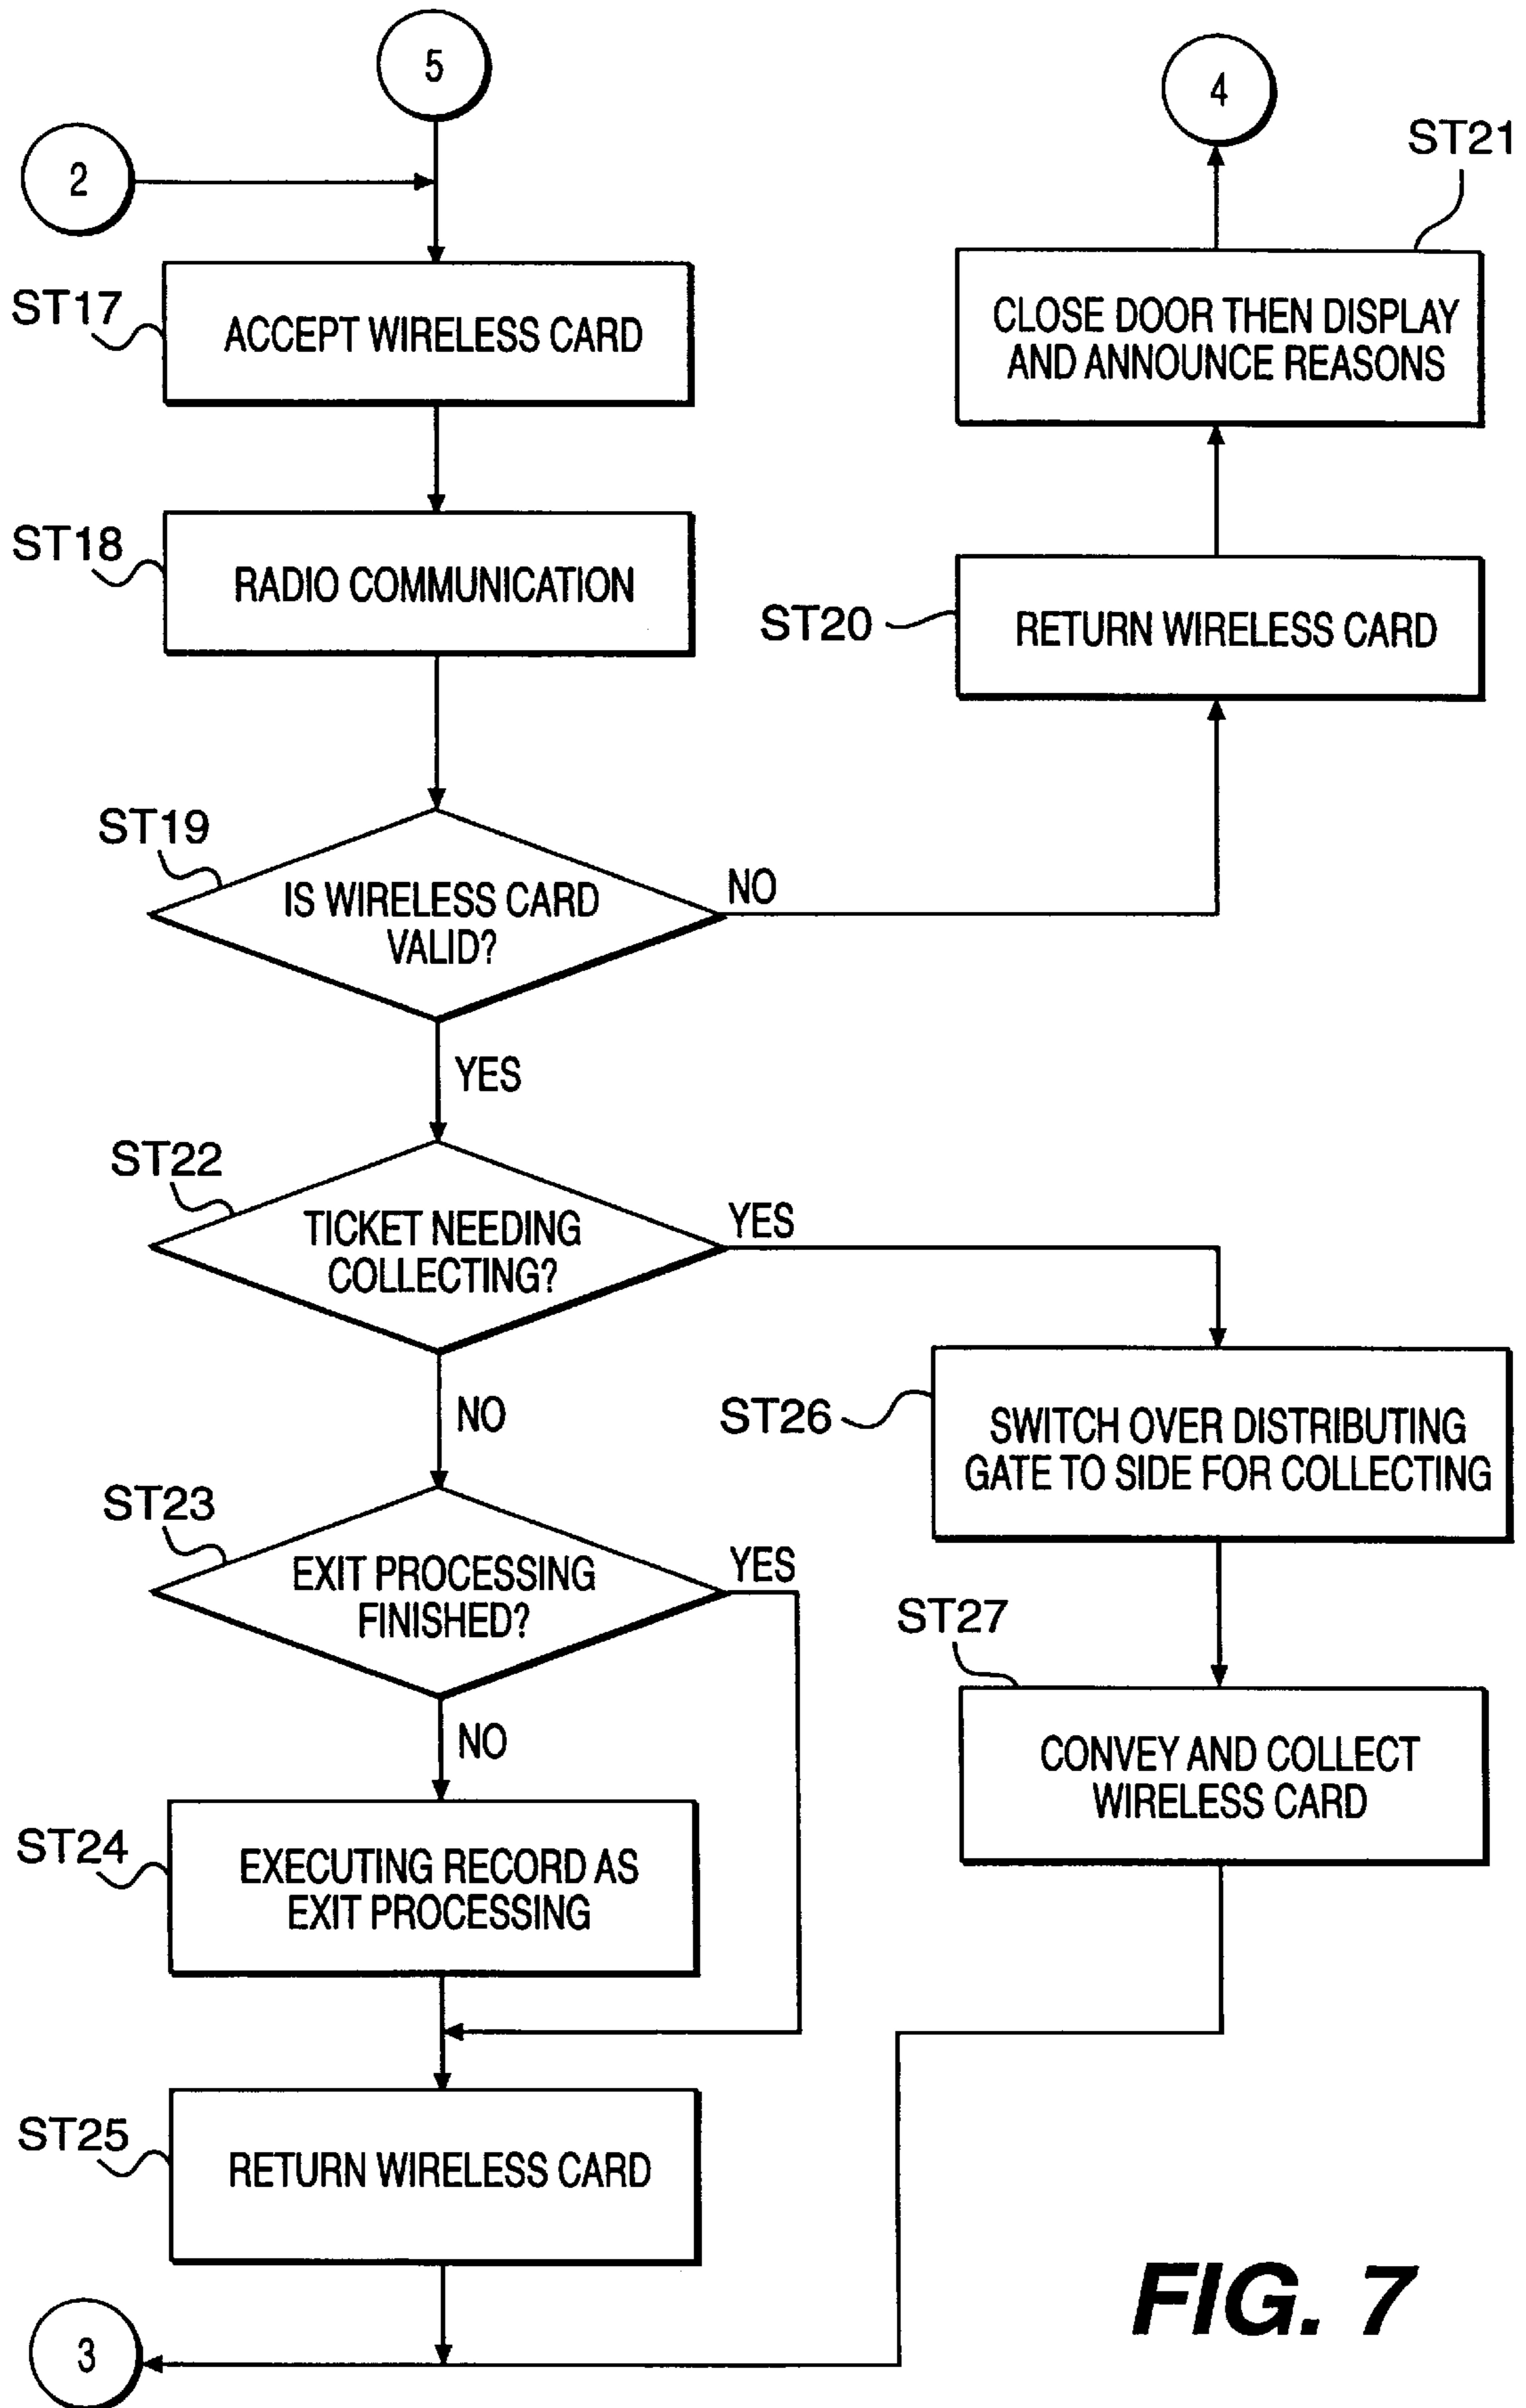 5
2
ST17
ACCEPT WIRELESS CARD
ST18
RADIO COMMUNICATION
ST19
IS WIRELESS CARD
VALID?
NO
YES
4
ST21
CLOSE DOOR THEN DISPLAY
AND ANNOUNCE REASONS
ST20
RETURN WIRELESS CARD
ST22
TICKET NEEDING
COLLECTING?
YES
NO
ST23
EXIT PROCESSING
FINISHED?
YES
NO
ST24
EXECUTING RECORD AS
EXIT PROCESSING
ST25
RETURN WIRELESS CARD
ST26
SWITCH OVER DISTRIBUTING
GATE TO SIDE FOR COLLECTING
ST27
CONVEY AND COLLECT
WIRELESS CARD
3
FIG. 7